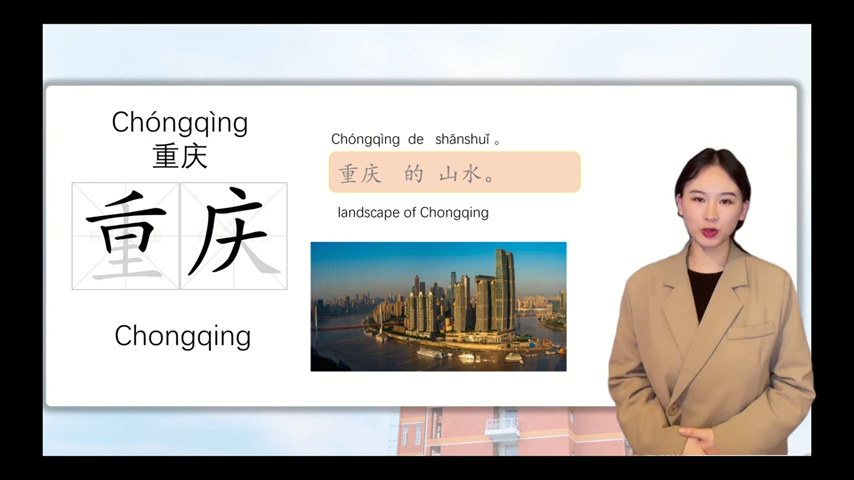 Chóngqìng
重庆
重庆
Chongqing
Chóngqìng de shānshuǐ 。
重庆 的 山水。
landscape of Chongqing